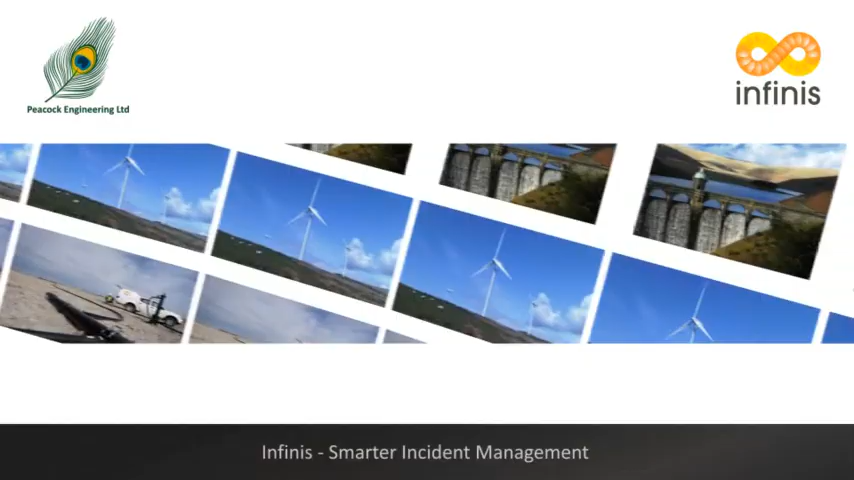 Peacock Engineering Ltd
infinis
Infinis - Smarter Incident Management